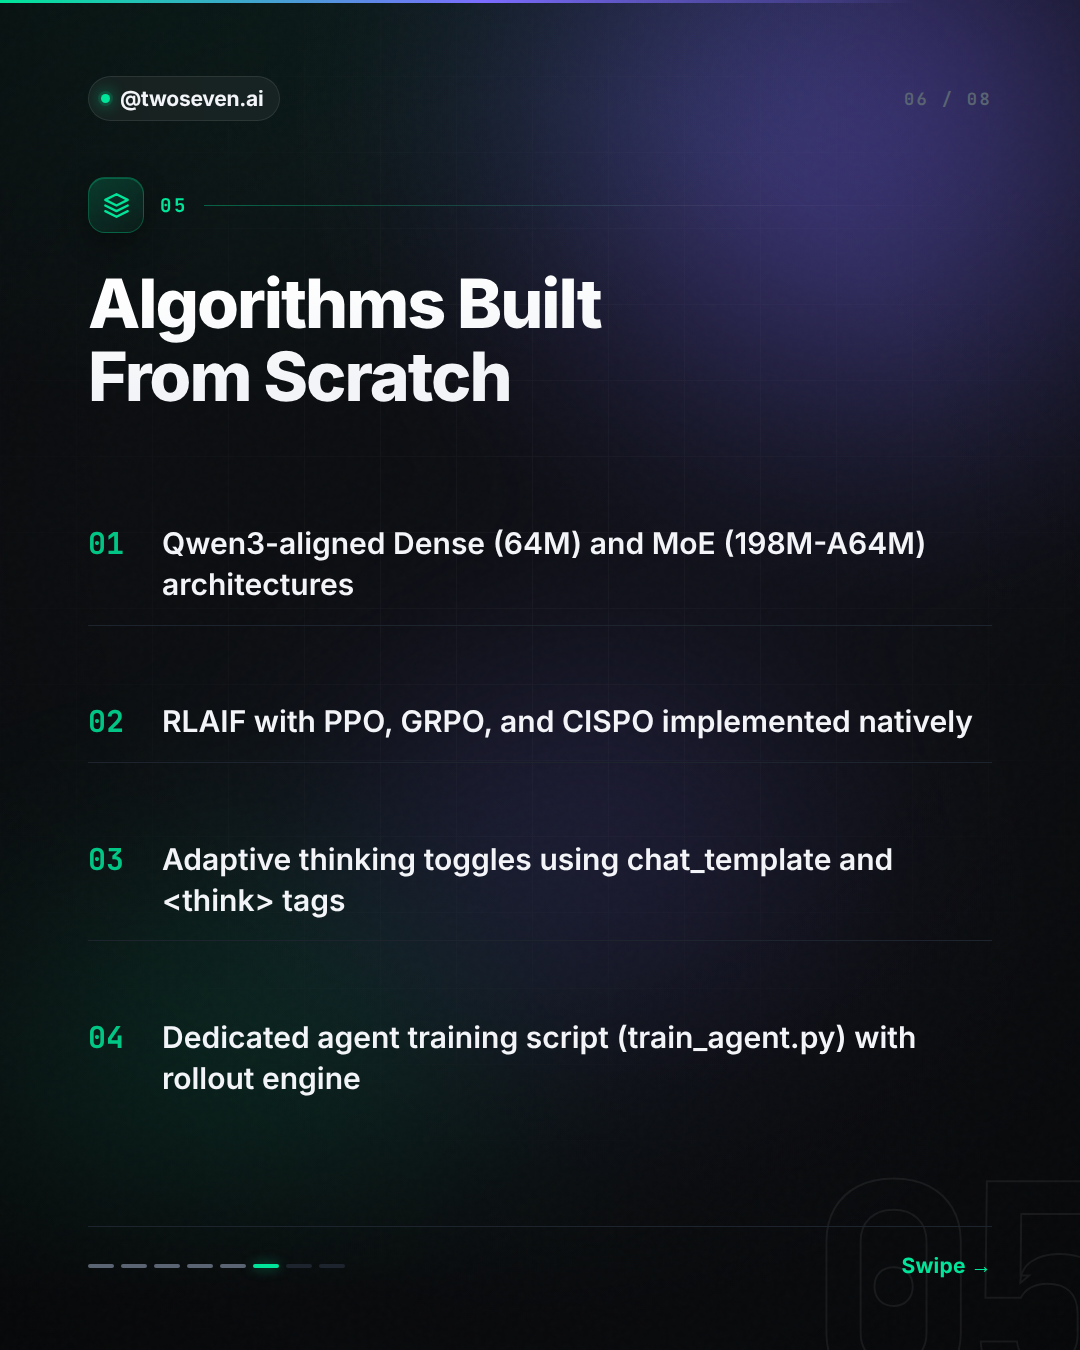 @twoseven.ai
06 / 08
05
Algorithms Built
From Scratch
01 Qwen3-aligned Dense (64M) and MoE (198M-A64M)
architectures
02 RLAIF with PPO, GRPO, and CISPO implemented natively
03 Adaptive thinking toggles using chat_template and
<think> tags
04 Dedicated agent training script (train_agent.py) with
rollout engine
Swipe →
05